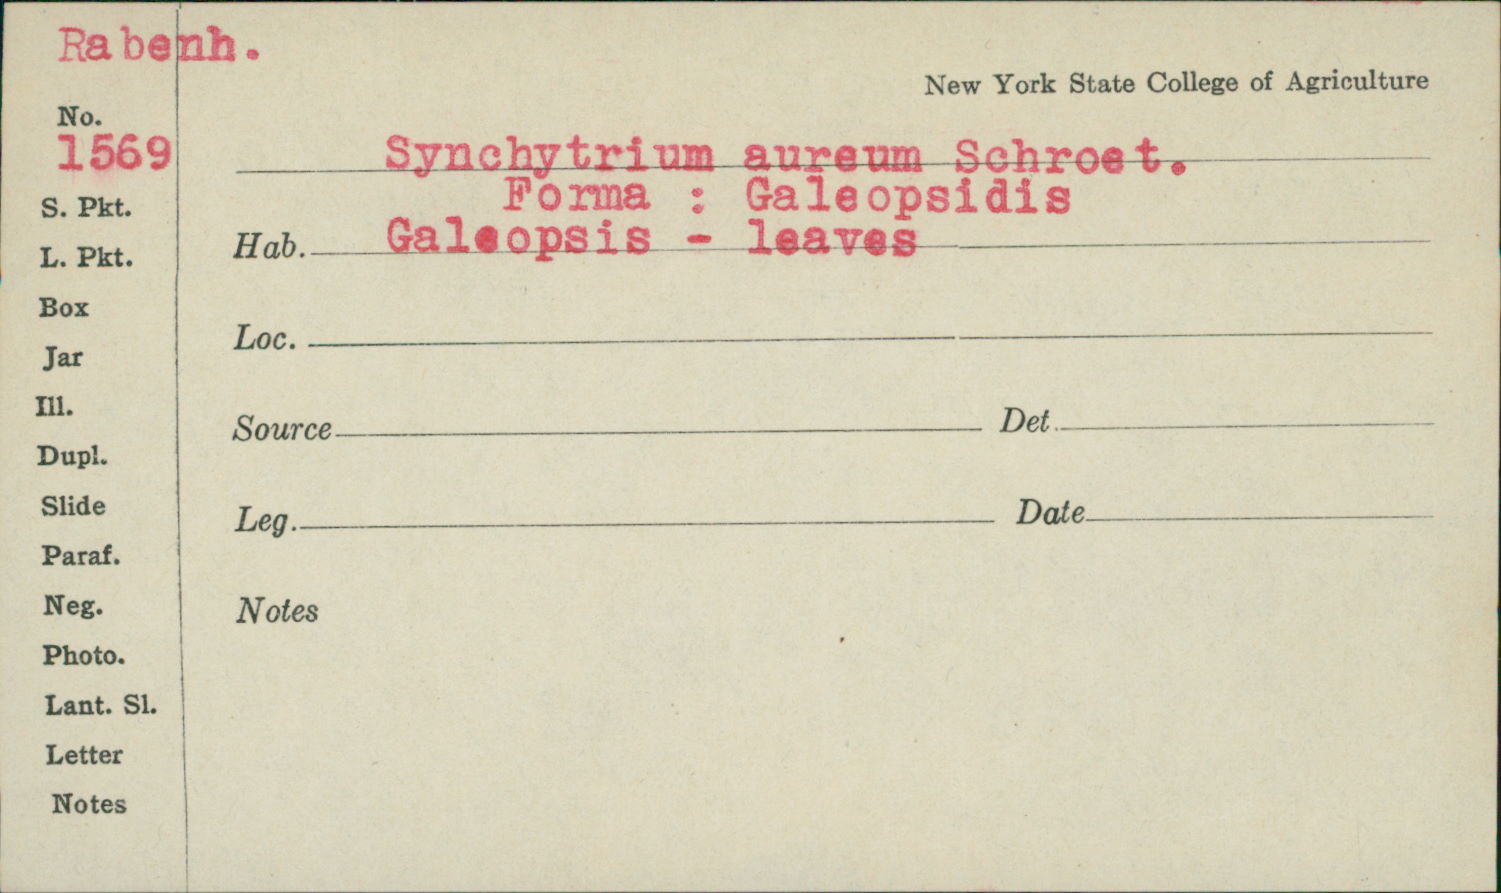 Rabenh.
New York State College of Agriculture
No.
1569
Synchytrium aureum Schroet.
Forma : Galeopsidis
S. Pkt.
Hab. Galeopsis - leaves
L. Pkt.
Box
Loc.
Jar
Ill.
Source Det.
Dupl.
Slide
Leg. Date
Paraf.
Neg.
Notes
Photo.
Lant. Sl.
Letter
Notes